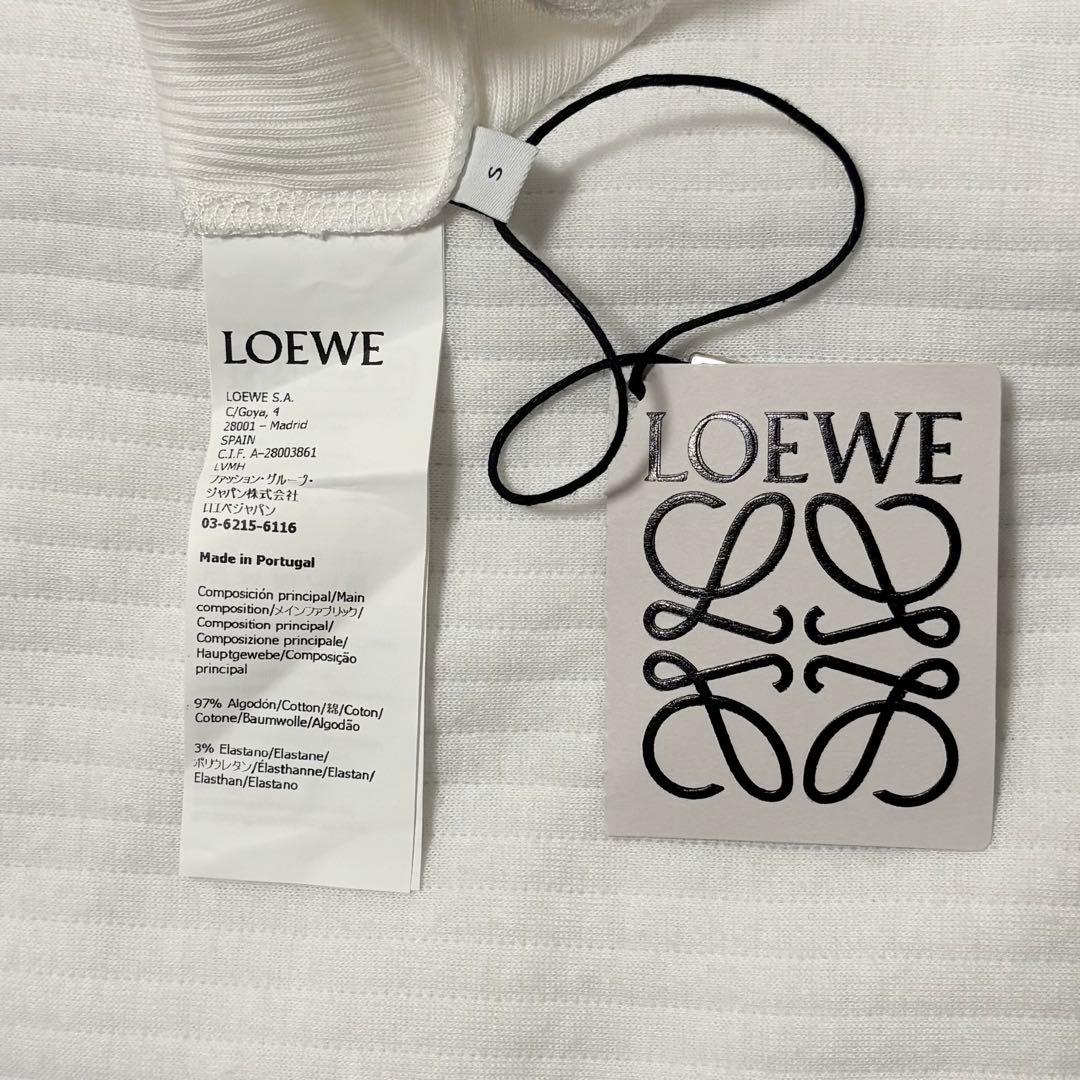 S
LOEWE
LOEWE S.A.
C/Goya, 4
28001 – Madrid
SPAIN
C.I.F. A-28003861
LVMH
ファッション・グループ・
ジャパン株式会社
ロエベジャパン
03-6215-6116
Made in Portugal
Composición principal/Main
composition/メインファブリック/
Composition principal/
Composizione principale/
Hauptgewebe/Composição
principal
97% Algodón/Cotton/綿/Coton/
Cotone/Baumwolle/Algodão
3% Elastano/Elastane/
ポリウレタン/Élasthanne/Elastan/
Elasthan/Elastano
LOEWE